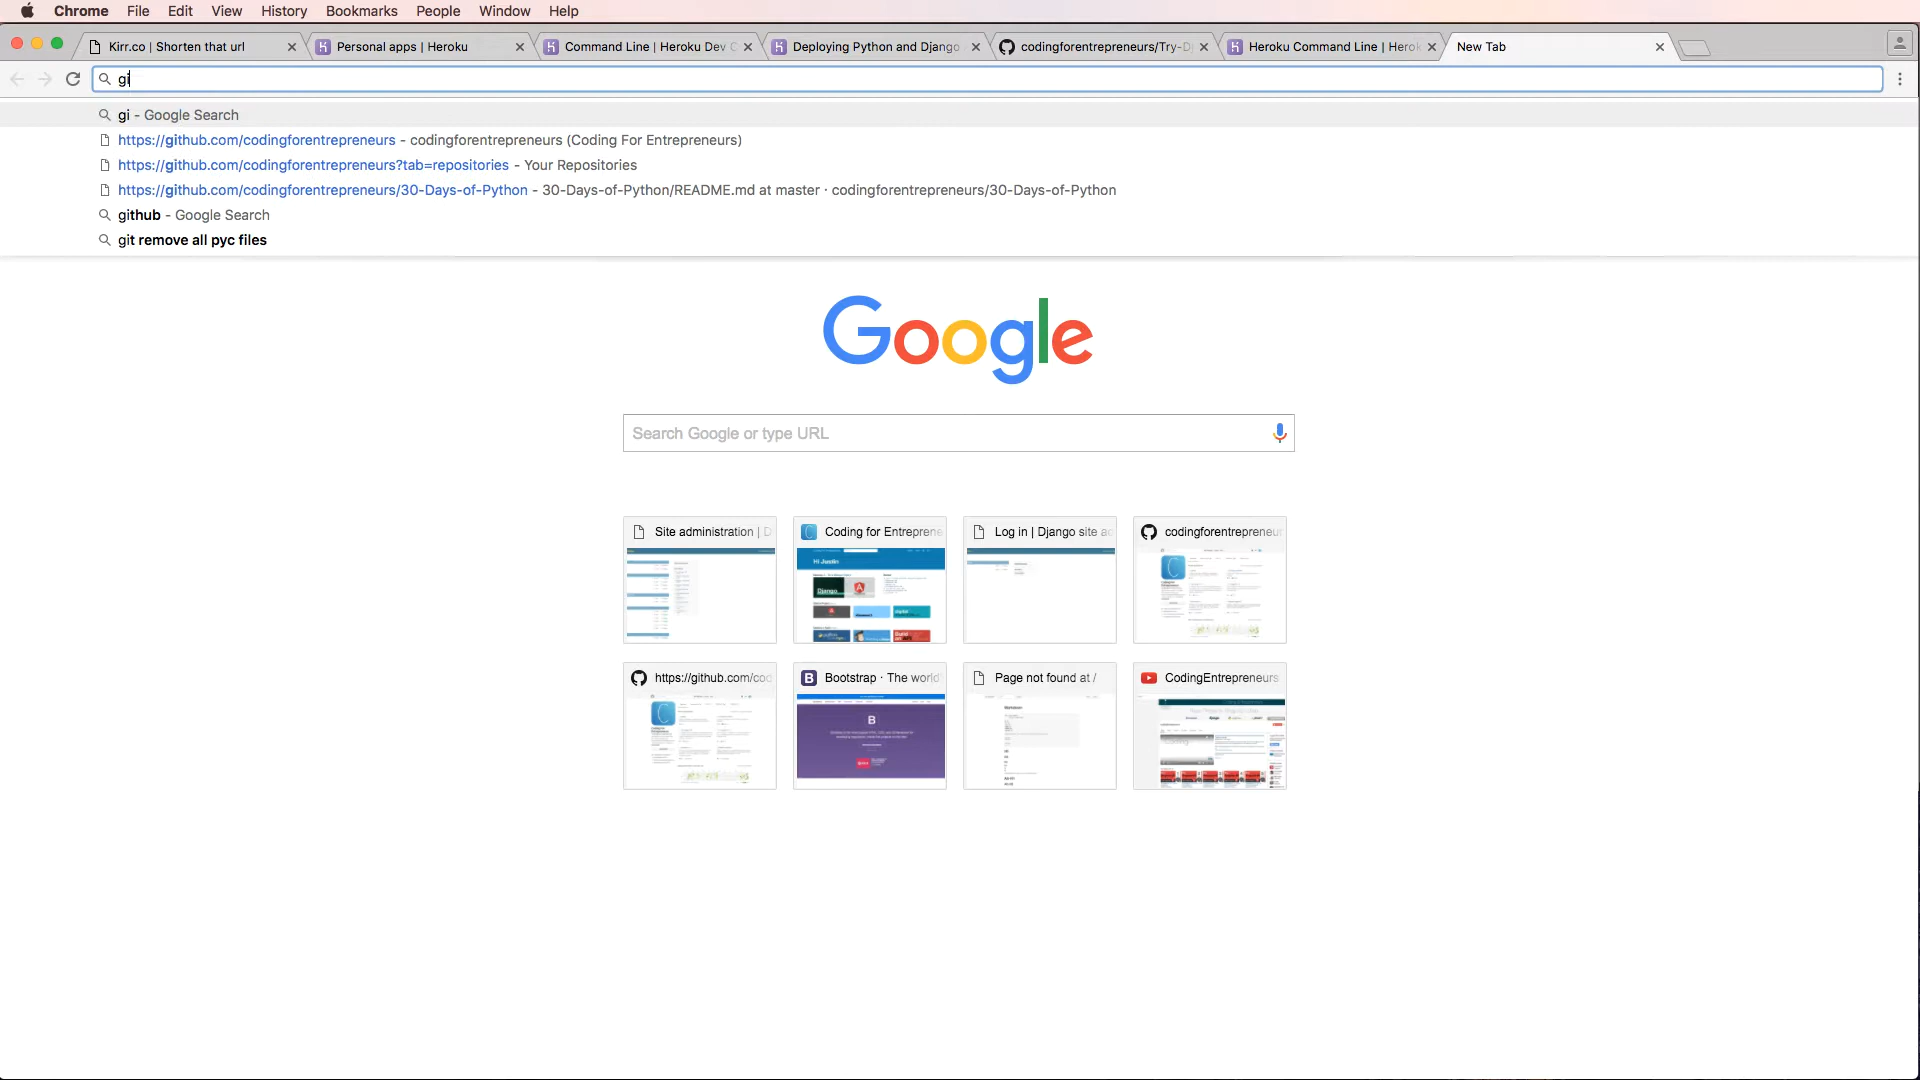 Chrome File Edit View History Bookmarks People Window Help
Kirr.co | Shorten that url
Personal apps | Heroku
Command Line | Heroku Dev C
Deploying Python and Django
codingforentrepreneurs/Try-D
Heroku Command Line | Herok
New Tab
gi
gi - Google Search
https://github.com/codingforentrepreneurs - codingforentrepreneurs (Coding For Entrepreneurs)
https://github.com/codingforentrepreneurs?tab=repositories - Your Repositories
https://github.com/codingforentrepreneurs/30-Days-of-Python - 30-Days-of-Python/README.md at master · codingforentrepreneurs/30-Days-of-Python
github - Google Search
git remove all pyc files
Google
Search Google or type URL
Site administration | D
Coding for Entreprene
Log in | Django site ad
codingforentrepreneur
Hi Justin
Django
https://github.com/cod
Bootstrap · The world'
Page not found at /
CodingEntrepreneurs
B